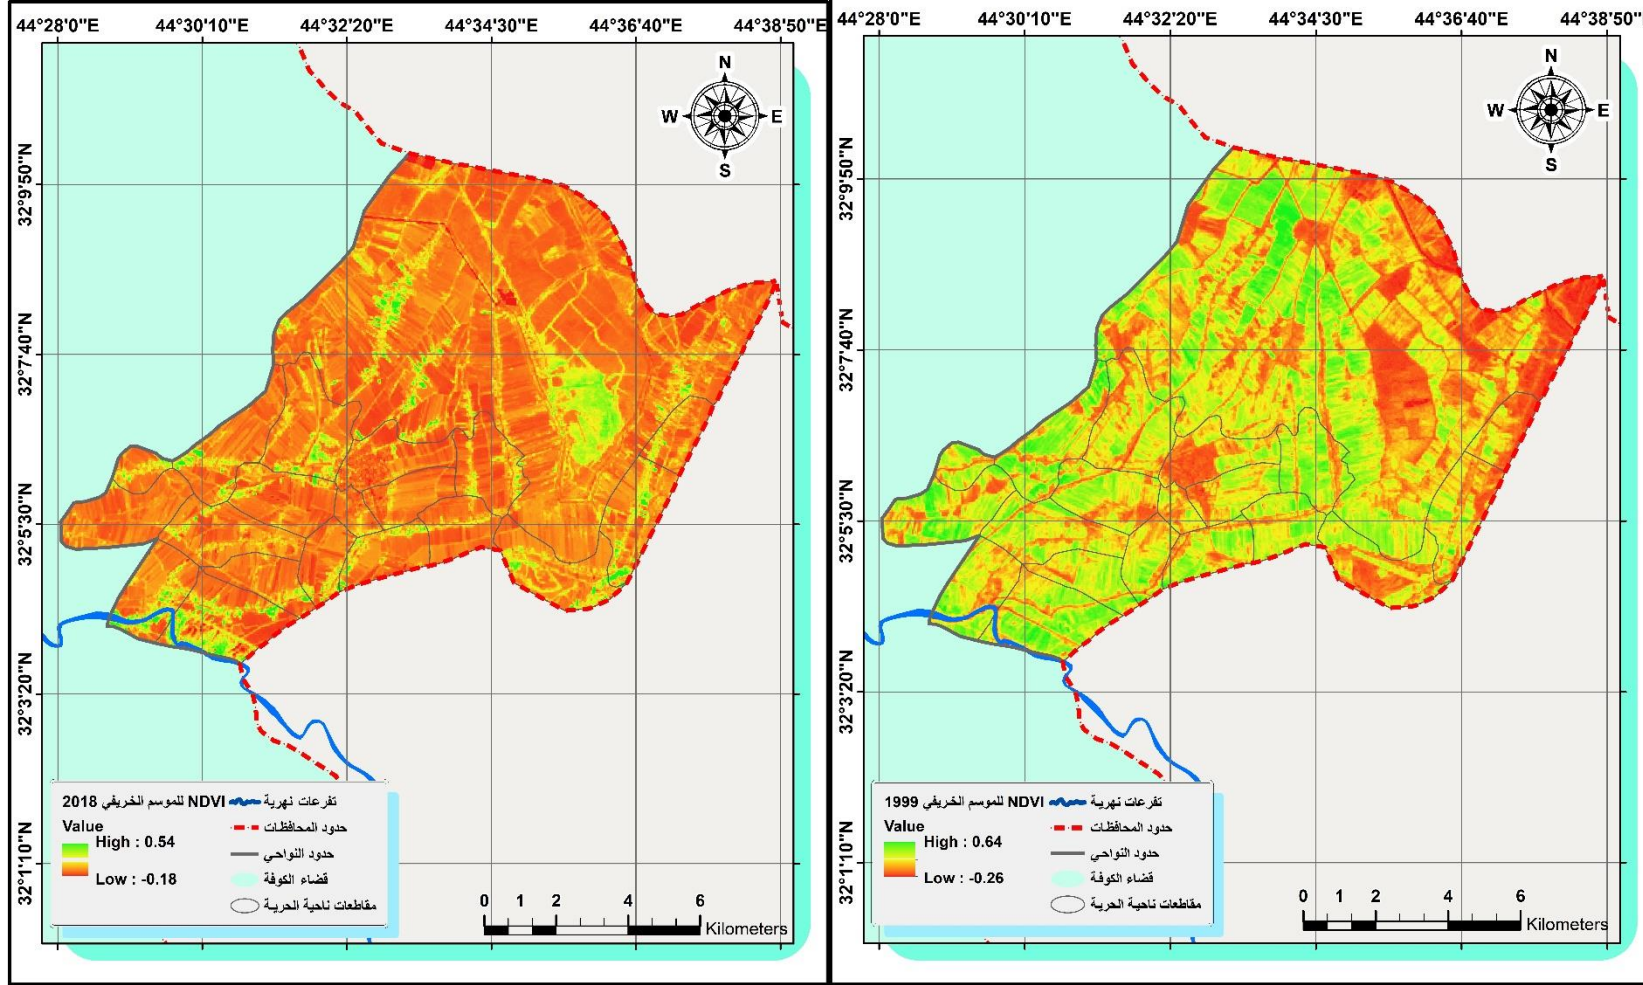 44°28'0"E 44°30'10"E 44°32'20"E 44°34'30"E 44°36'40"E 44°38'50"E
N
W E
S
32°9'50"N
32°7'40"N
32°5'30"N
32°3'20"N
32°1'10"N
NDVI للموسم الخريفي 2018
Value
High : 0.54
Low : -0.18
تفرعات نهرية
حدود المحافظات
حدود النواحي
قضاء الكوفة
مقاطعات ناحية الحرية
0 1 2 4 6
Kilometers
44°28'0"E 44°30'10"E 44°32'20"E 44°34'30"E 44°36'40"E 44°38'50"E
N
W E
S
32°9'50"N
32°7'40"N
32°5'30"N
32°3'20"N
32°1'10"N
NDVI للموسم الخريفي 1999
Value
High : 0.64
Low : -0.26
تفرعات نهرية
حدود المحافظات
حدود النواحي
قضاء الكوفة
مقاطعات ناحية الحرية
0 1 2 4 6
Kilometers